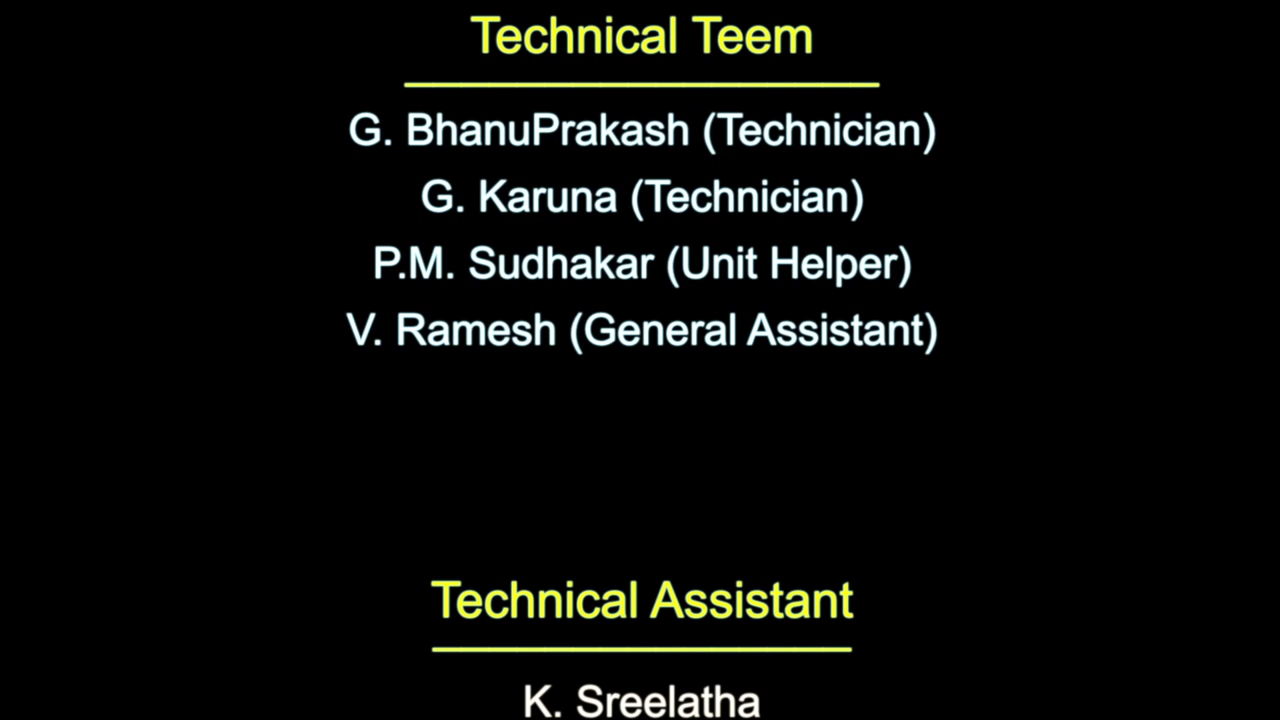 Technical Teem
G. BhanuPrakash (Technician)
G. Karuna (Technician)
P.M. Sudhakar (Unit Helper)
V. Ramesh (General Assistant)
Technical Assistant
K. Sreelatha